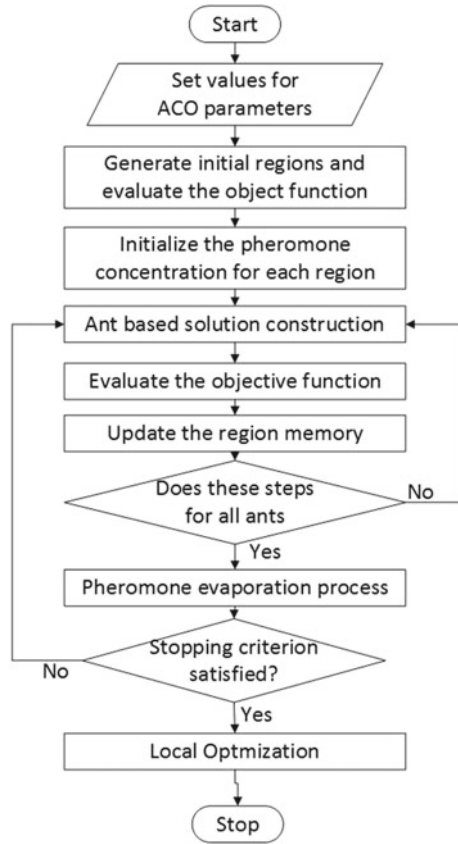 Start
Set values for
ACO parameters
Generate initial regions and
evaluate the object function
Initialize the pheromone
concentration for each region
Ant based solution construction
Evaluate the objective function
Update the region memory
Does these steps
for all ants
No
Yes
Pheromone evaporation process
Stopping criterion
satisfied?
No
Yes
Local Optmization
Stop